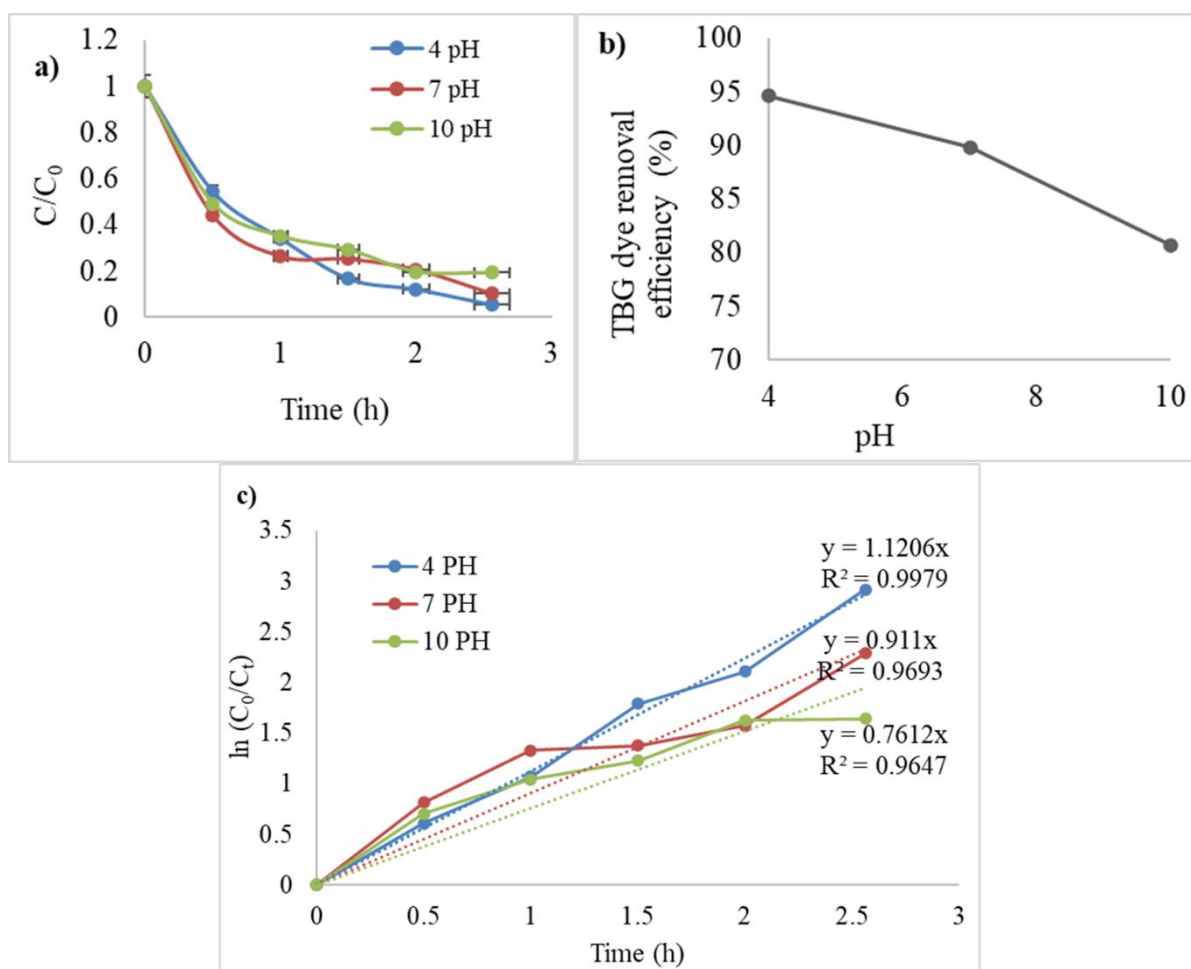 a)
1.2
1
0.8
0.6
0.4
0.2
0
C/C₀
0 1 2 3
Time (h)
4 pH
7 pH
10 pH
b)
100
95
90
85
80
75
70
TBG dye removal
efficiency (%)
4 6 8 10
pH
c)
3.5
3
2.5
2
1.5
1
0.5
0
ln (C₀/Cₜ)
4 PH
7 PH
10 PH
y = 1.1206x
R² = 0.9979
y = 0.911x
R² = 0.9693
y = 0.7612x
R² = 0.9647
0 0.5 1 1.5 2 2.5 3
Time (h)